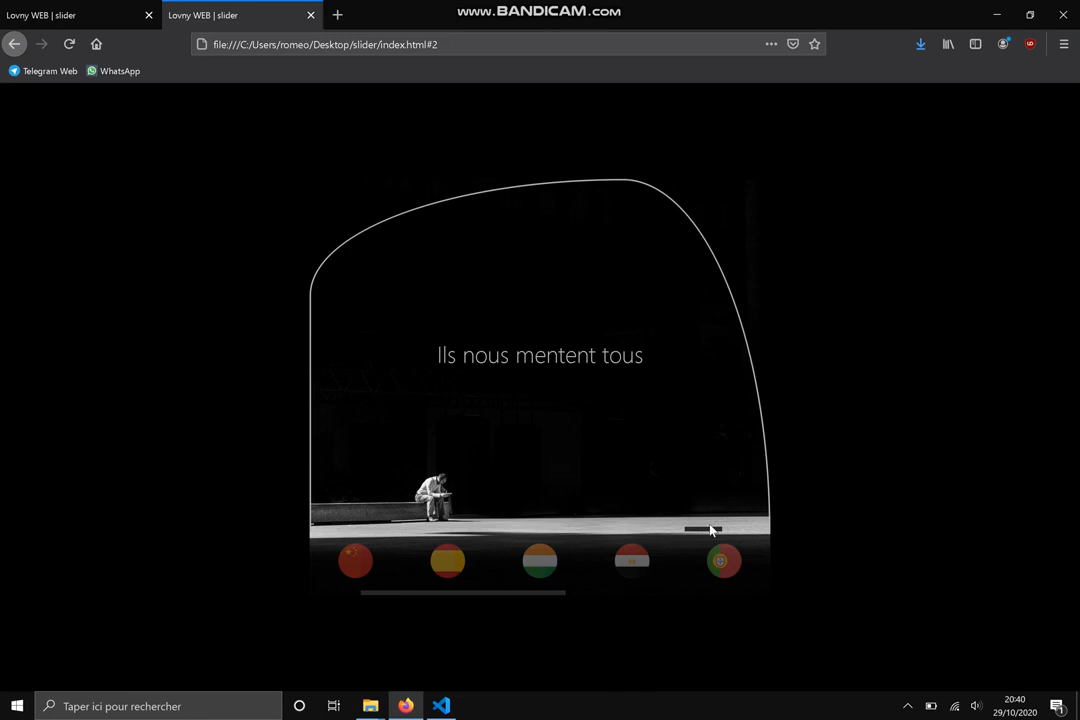 Lovny WEB | slider
Lovny WEB | slider
www.BANDICAM.com
file:///C:/Users/romeo/Desktop/slider/index.html#2
Telegram Web
WhatsApp
Ils nous mentent tous
Taper ici pour rechercher
20:40
29/10/2020
1